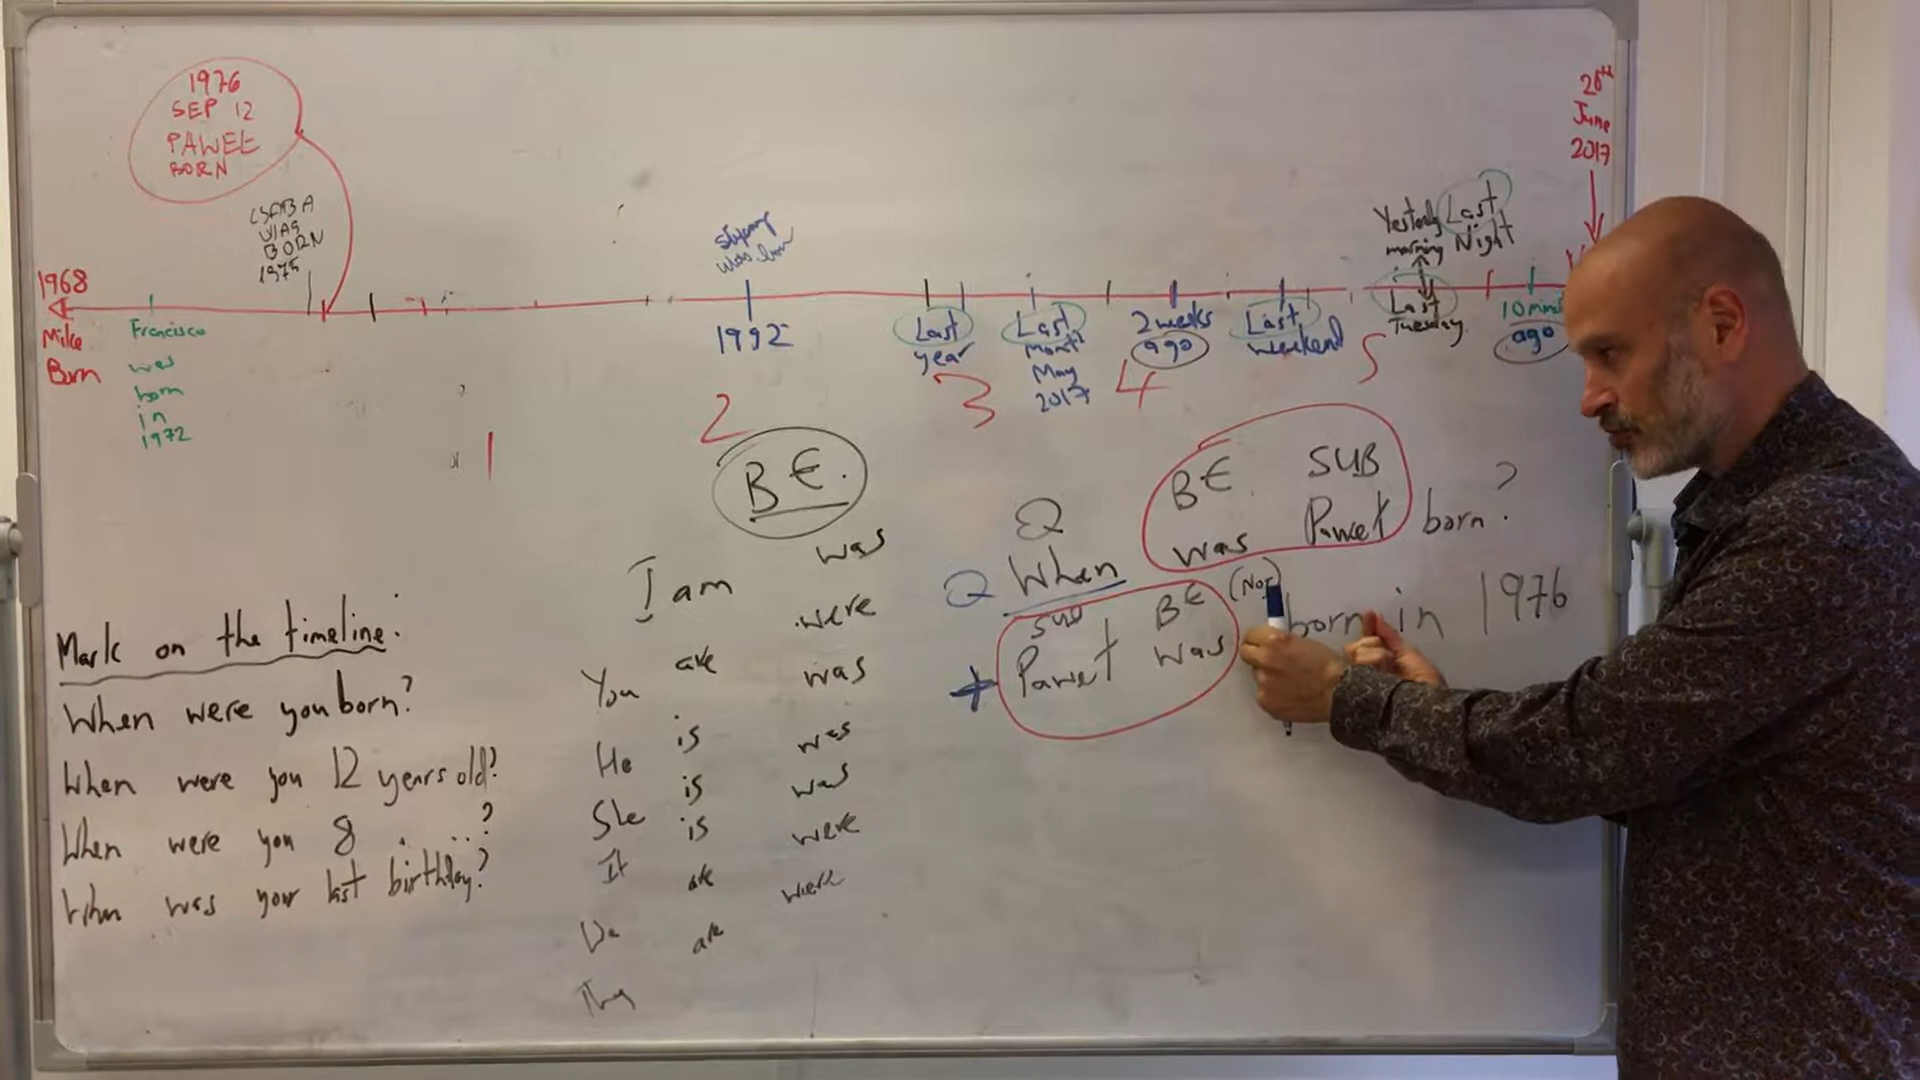 1976
SEP 12
PAWEŁ
BORN
CSABA
WAS
BORN
1975
1968
Mike
Born
Francisco
was
born
in
1972
was born
1992
Last
year
Last
month
May
2017
2 weeks
ago
Last
weekend
Yesterday
morning
Last
Night
Last
Tuesday
10 mins
ago
26th
June
2017
1
2
3
4
5
BE.
I am was
You are were
He is was
She is was
It is was
We are were
They are were
Q BE SUB
When was Paweł born?
Q
SUB BE (Not)
+ Paweł was born in 1976
Mark on the timeline:
When were you born?
When were you 12 years old?
When were you 8 . ...?
When was your last birthday?